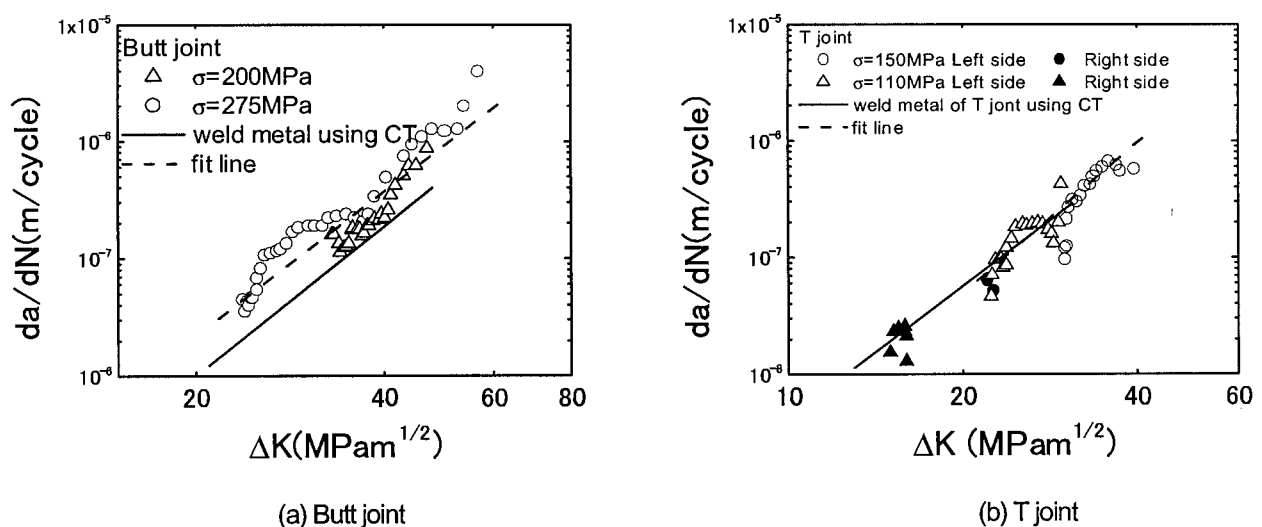 1x10⁻⁵
Butt joint
σ=200MPa
σ=275MPa
weld metal using CT
fit line
10⁻⁶
10⁻⁷
10⁻⁸
da/dN(m/cycle)
20 40 60 80
ΔK(MPam^1/2)
(a) Butt joint
1x10⁻⁵
T joint
σ=150MPa Left side Right side
σ=110MPa Left side Right side
weld metal of T jont using CT
fit line
1x10⁻⁶
1x10⁻⁷
1x10⁻⁸
da/dN(m/cycle)
10 20 40 60
ΔK (MPam^1/2)
(b) T joint